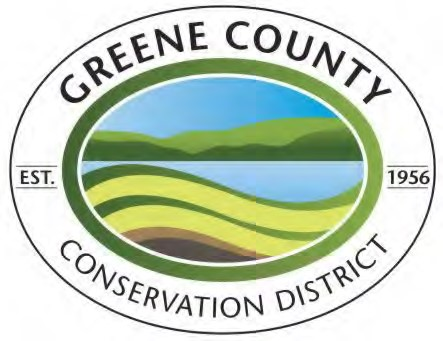 GREENE COUNTY
EST. 1956
CONSERVATION DISTRICT